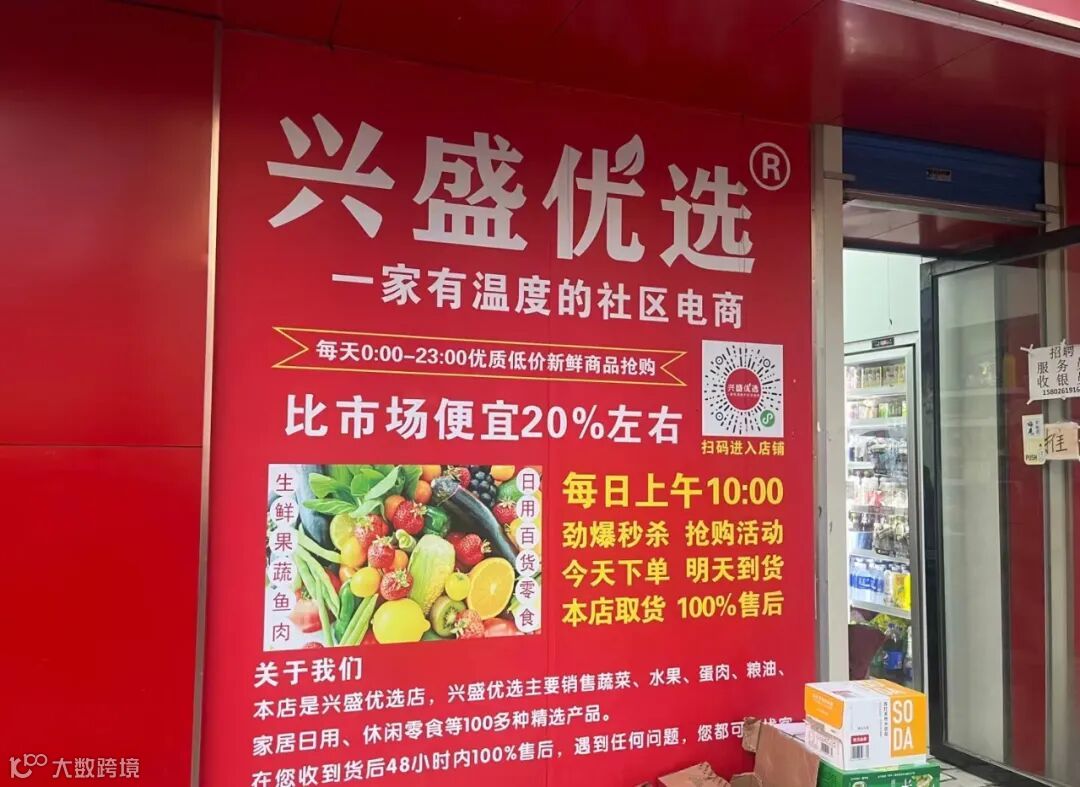 兴盛优选®
一家有温度的社区电商
每天0:00-23:00优质低价新鲜商品抢购
兴盛优选
扫码进入店铺
比市场便宜20%左右
生鲜果蔬鱼肉
日用百货零食
每日上午10:00
劲爆秒杀 抢购活动
今天下单 明天到货
本店取货 100%售后
关于我们
本店是兴盛优选店，兴盛优选主要销售蔬菜、水果、蛋肉、粮油、
家居日用、休闲零食等100多种精选产品。
在您收到货后48小时内100%售后，遇到任何问题，您都可
招聘
服务
收银
PUSH
推
SO
DA
大数跨境